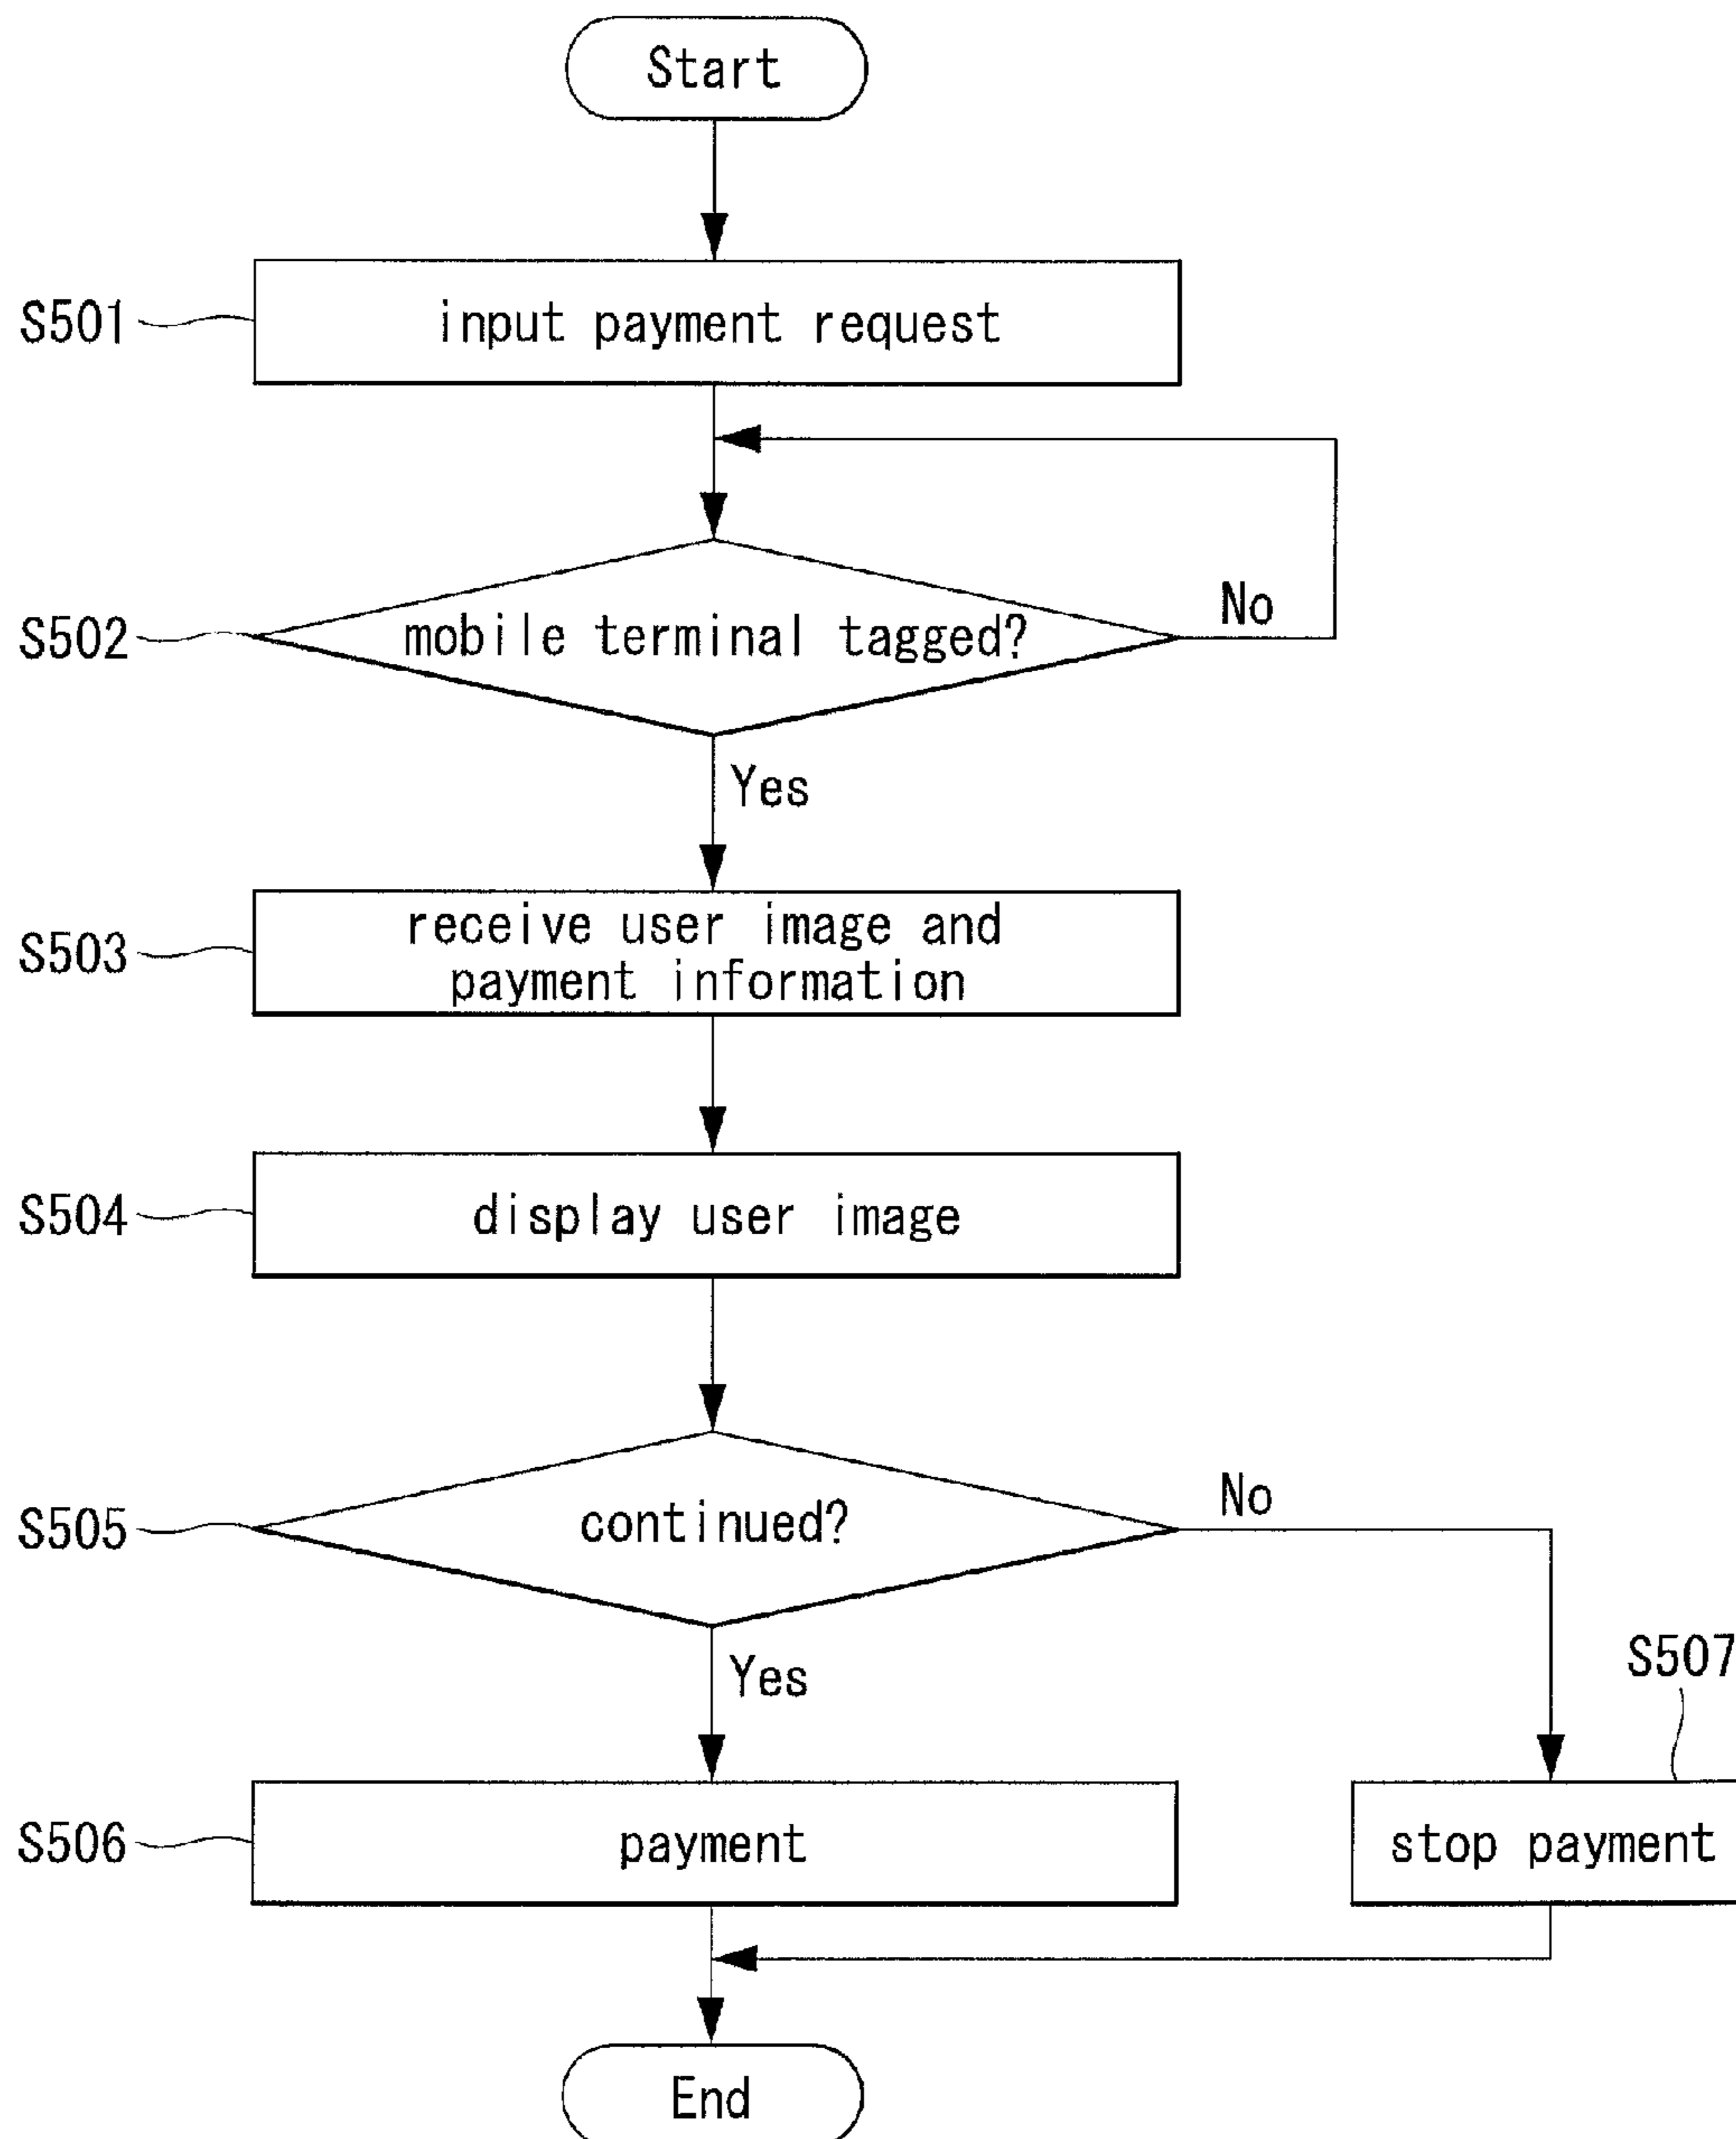 Start
S501
input payment request
S502
mobile terminal tagged?
No
Yes
S503
receive user image and
payment information
S504
display user image
S505
continued?
No
Yes
S507
S506
payment
stop payment
End